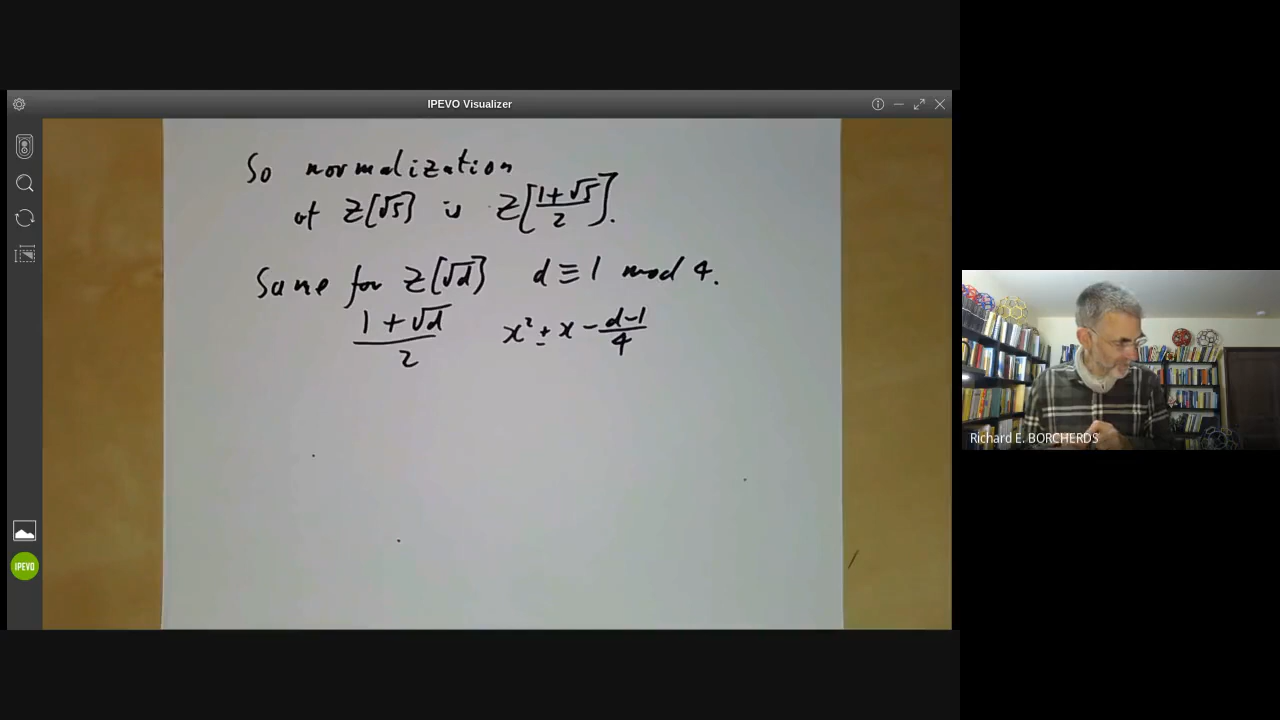 IPEVO Visualizer
So normalization
of Z[√5] is Z[(1+√5)/2].
Same for Z[√d] d ≡ 1 mod 4.
(1+√d)/2 x² ± x − (d−1)/4
Richard E. BORCHERDS
IPEVO